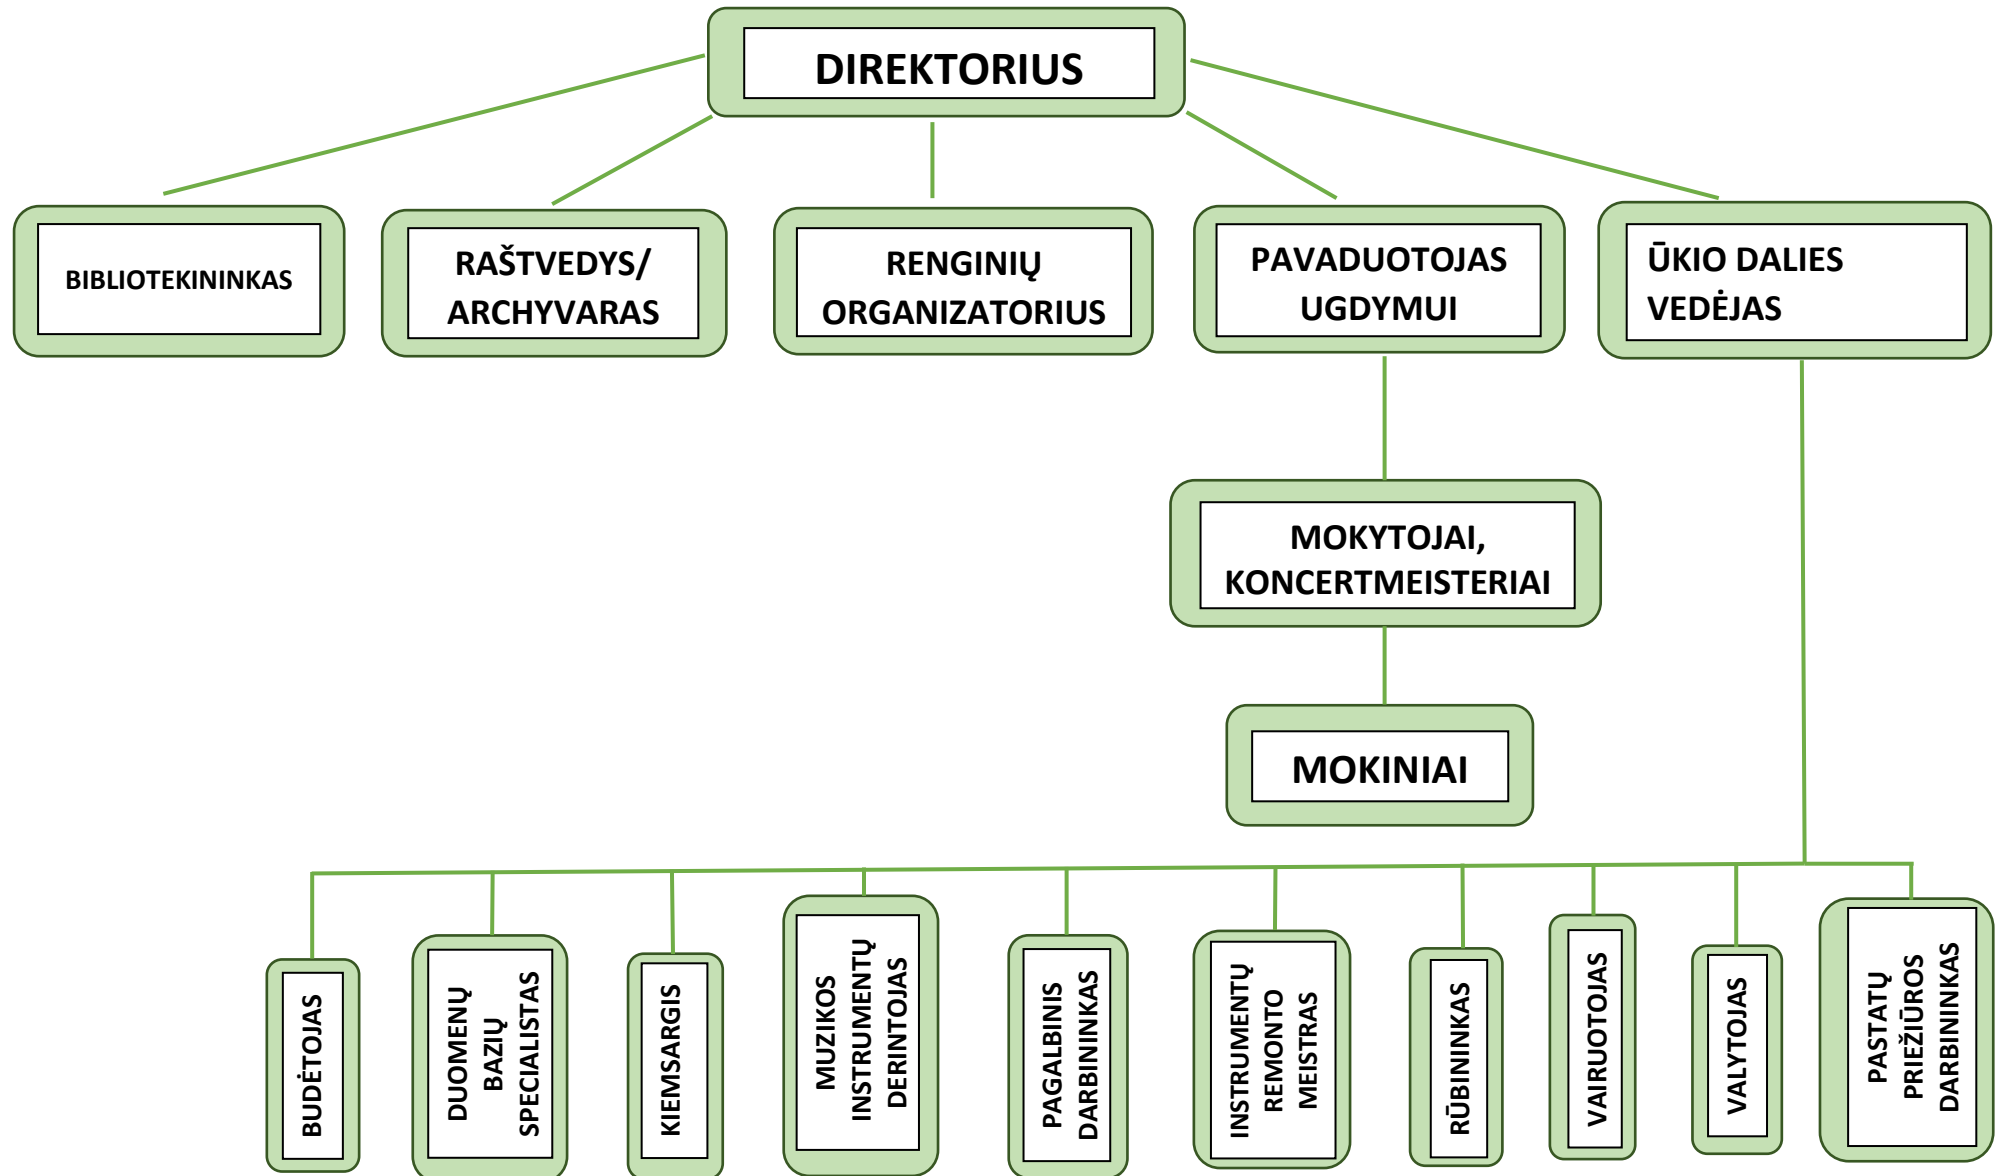 DIREKTORIUS
BIBLIOTEKININKAS
RAŠTVEDYS/
ARCHYVARAS
RENGINIŲ
ORGANIZATORIUS
PAVADUOTOJAS
UGDYMUI
ŪKIO DALIES
VEDĖJAS
MOKYTOJAI,
KONCERTMEISTERIAI
MOKINIAI
BUDĖTOJAS
DUOMENŲ
BAZIŲ
SPECIALISTAS
KIEMSARGIS
MUZIKOS
INSTRUMENTŲ
DERINTOJAS
PAGALBINIS
DARBININKAS
INSTRUMENTŲ
REMONTO
MEISTRAS
RŪBININKAS
VAIRUOTOJAS
VALYTOJAS
PASTATŲ
PRIEŽIŪROS
DARBININKAS